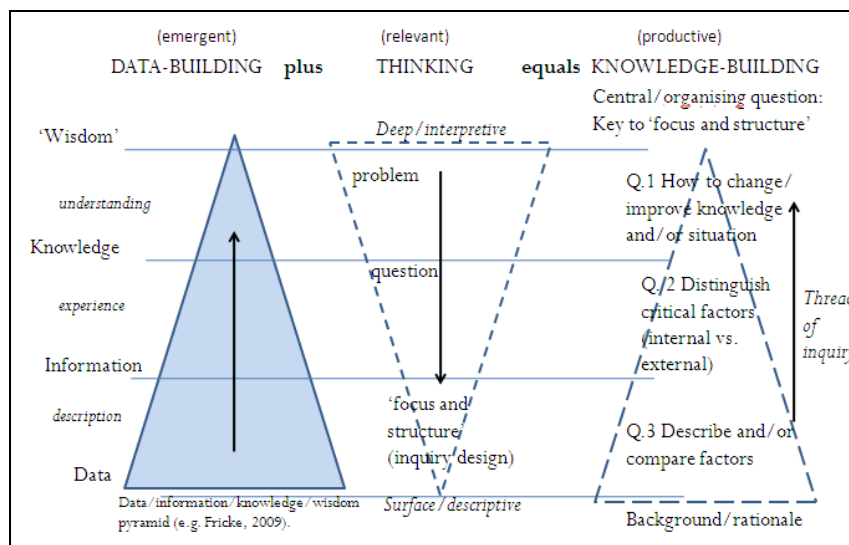 (emergent) (relevant) (productive)
DATA-BUILDING plus THINKING equals KNOWLEDGE-BUILDING
Central/organising question:
Key to 'focus and structure'
'Wisdom'
understanding
Knowledge
experience
Information
description
Data
Data/information/knowledge/wisdom
pyramid (e.g. Fricke, 2009).
Deep/interpretive
problem
question
'focus and
structure'
(inquiry design)
Surface/descriptive
Q.1 How to change/
improve knowledge
and/or situation
Q./2 Distinguish
critical factors
(internal vs.
external)
Q.3 Describe and/or
compare factors
Background/rationale
Thread
of
inquiry